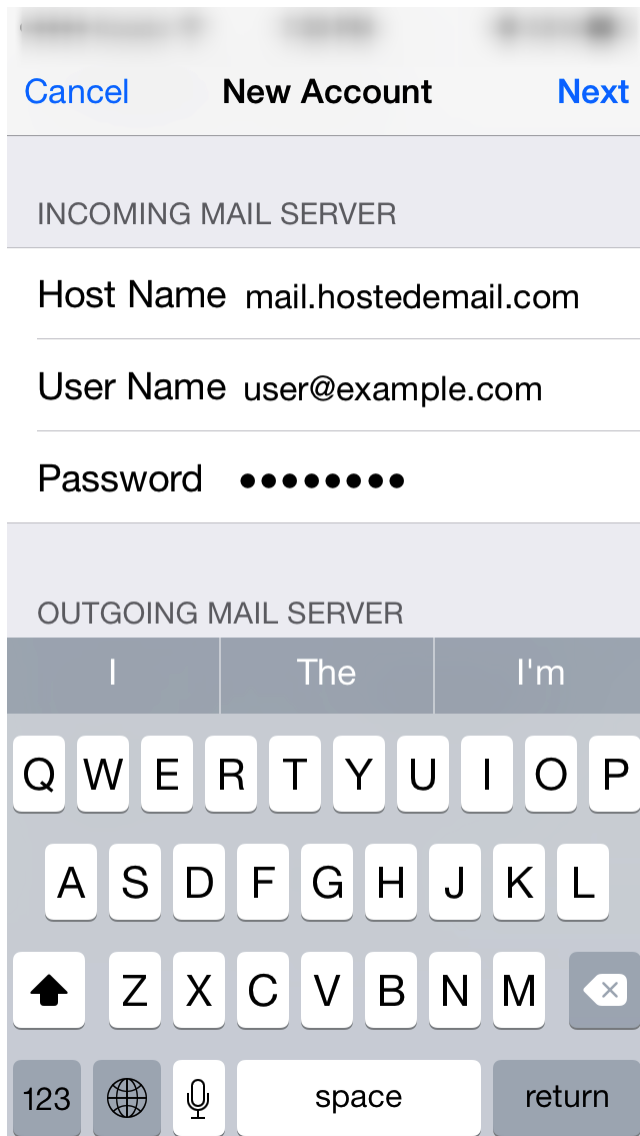 Cancel New Account Next
INCOMING MAIL SERVER
Host Name mail.hostedemail.com
User Name user@example.com
Password ••••••••
OUTGOING MAIL SERVER
I The I'm
Q W E R T Y U I O P
A S D F G H J K L
Z X C V B N M
123 space return